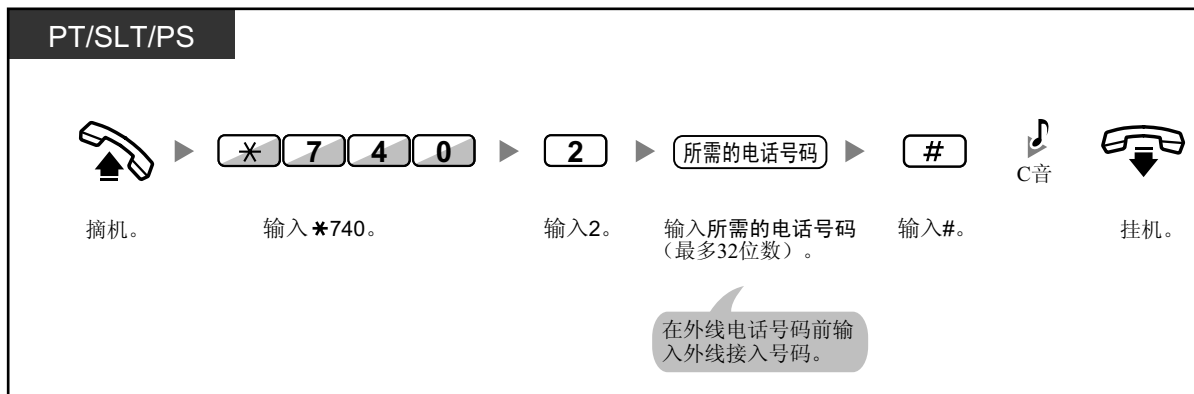 PT/SLT/PS
* 7 4 0
2
所需的电话号码
#
C音
摘机。
输入*740。
输入2。
输入所需的电话号码
（最多32位数）。
输入#。
挂机。
在外线电话号码前输
入外线接入号码。